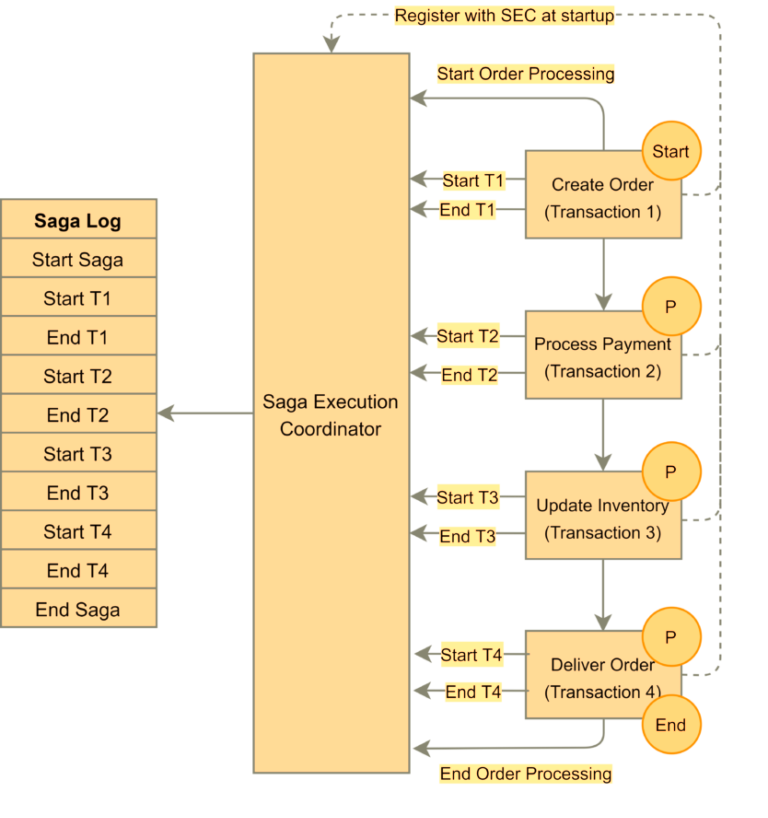 Register with SEC at startup
Start Order Processing
Start
Create Order
(Transaction 1)
Start T1
End T1
Saga Log
Start Saga
Start T1
End T1
Start T2
End T2
Start T3
End T3
Start T4
End T4
End Saga
Saga Execution
Coordinator
P
Process Payment
(Transaction 2)
Start T2
End T2
P
Update Inventory
(Transaction 3)
Start T3
End T3
P
Deliver Order
(Transaction 4)
Start T4
End T4
End
End Order Processing